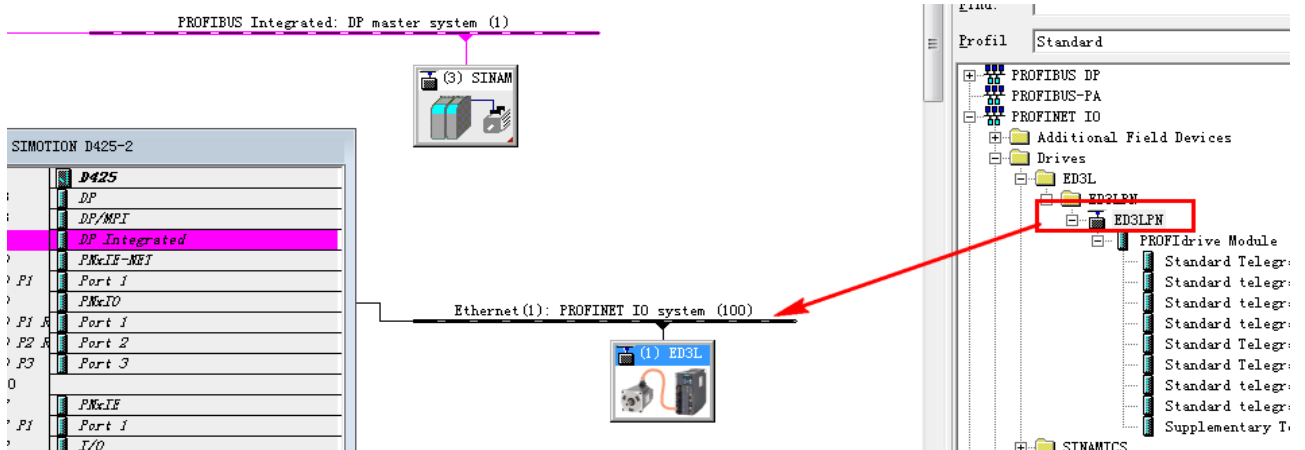 PROFIBUS Integrated: DP master system (1)
(3) SINAM
SIMOTION D425-2
D425
DP
DP/MPI
DP Integrated
PNxIE-NET
P1 Port 1
PNxIO
P1 R Port 1
P2 R Port 2
P3 Port 3
PNxIE
P1 Port 1
I/O
Ethernet(1): PROFINET IO system (100)
(1) ED3L
Find:
Profil Standard
PROFIBUS DP
PROFIBUS-PA
PROFINET IO
Additional Field Devices
Drives
ED3L
ED3LPN
ED3LPN
PROFIdrive Module
Standard Telegr
Standard telegr
Standard telegr
Standard Telegr
Standard Telegr
Standard Telegr
Standard telegr
Standard telegr
Supplementary Te
SINAMICS